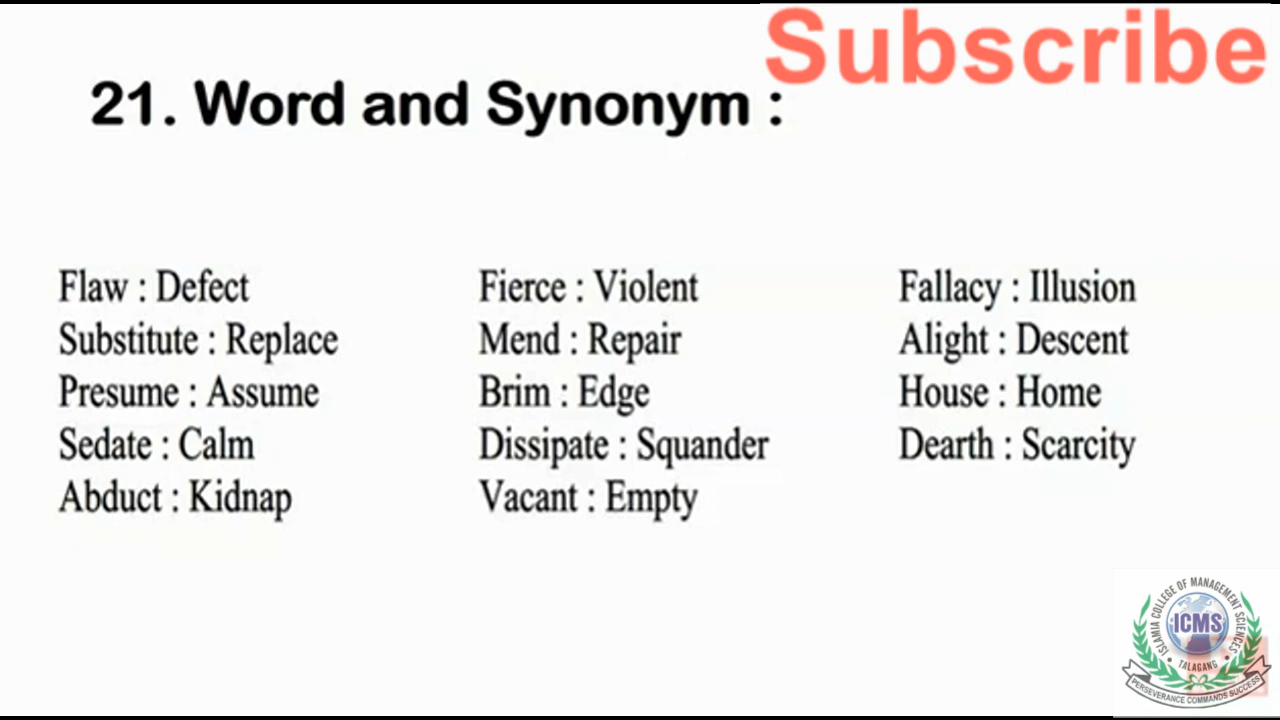 Subscribe
21. Word and Synonym :
Flaw : Defect
Substitute : Replace
Presume : Assume
Sedate : Calm
Abduct : Kidnap
Fierce : Violent
Mend : Repair
Brim : Edge
Dissipate : Squander
Vacant : Empty
Fallacy : Illusion
Alight : Descent
House : Home
Dearth : Scarcity
ISLAMIA COLLEGE OF MANAGEMENT SCIENCES
ICMS
TALAGANG
PERSEVERANCE COMMANDS SUCCESS